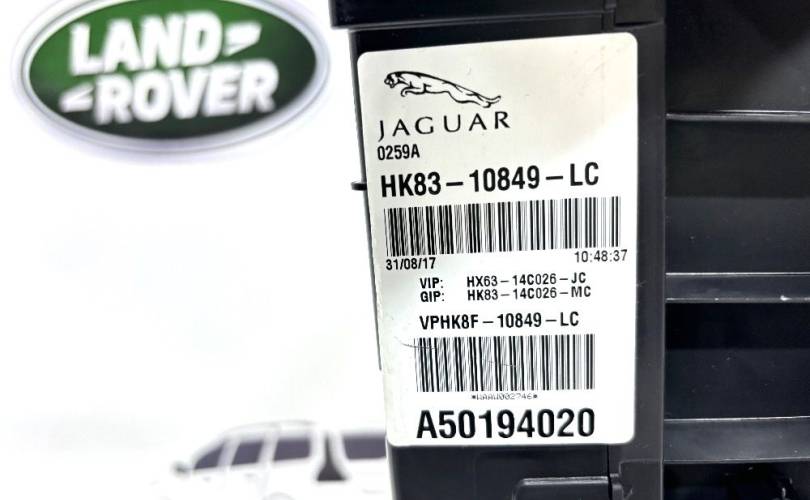 LAND
ROVER
JAGUAR
0259A
HK83-10849-LC
31/08/17 10:48:37
VIP: HX63-14C026-JC
GIP: HK83-14C026-MC
VPHK8F-10849-LC
*WAAW002746*
A50194020